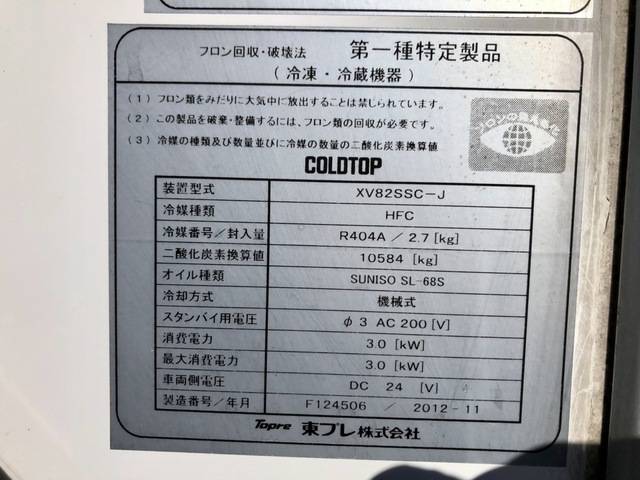 フロン回収・破壊法 第一種特定製品
(冷凍・冷蔵機器)
(1) フロン類をみだりに大気中に放出することは禁じられています。
(2) この製品を破棄・整備するには、フロン類の回収が必要です。
(3) 冷媒の種類及び数量並びに冷媒の数量の二酸化炭素換算値
フロンの見える化
COLDTOP
装置型式 XV82SSC-J
冷媒種類 HFC
冷媒番号/封入量 R404A / 2.7 [kg]
二酸化炭素換算値 10584 [kg]
オイル種類 SUNISO SL-68S
冷却方式 機械式
スタンバイ用電圧 φ3 AC 200 [V]
消費電力 3.0 [kW]
最大消費電力 3.0 [kW]
車両側電圧 DC 24 [V]
製造番号/年月 F124506 / 2012-11
Topre 東プレ株式会社